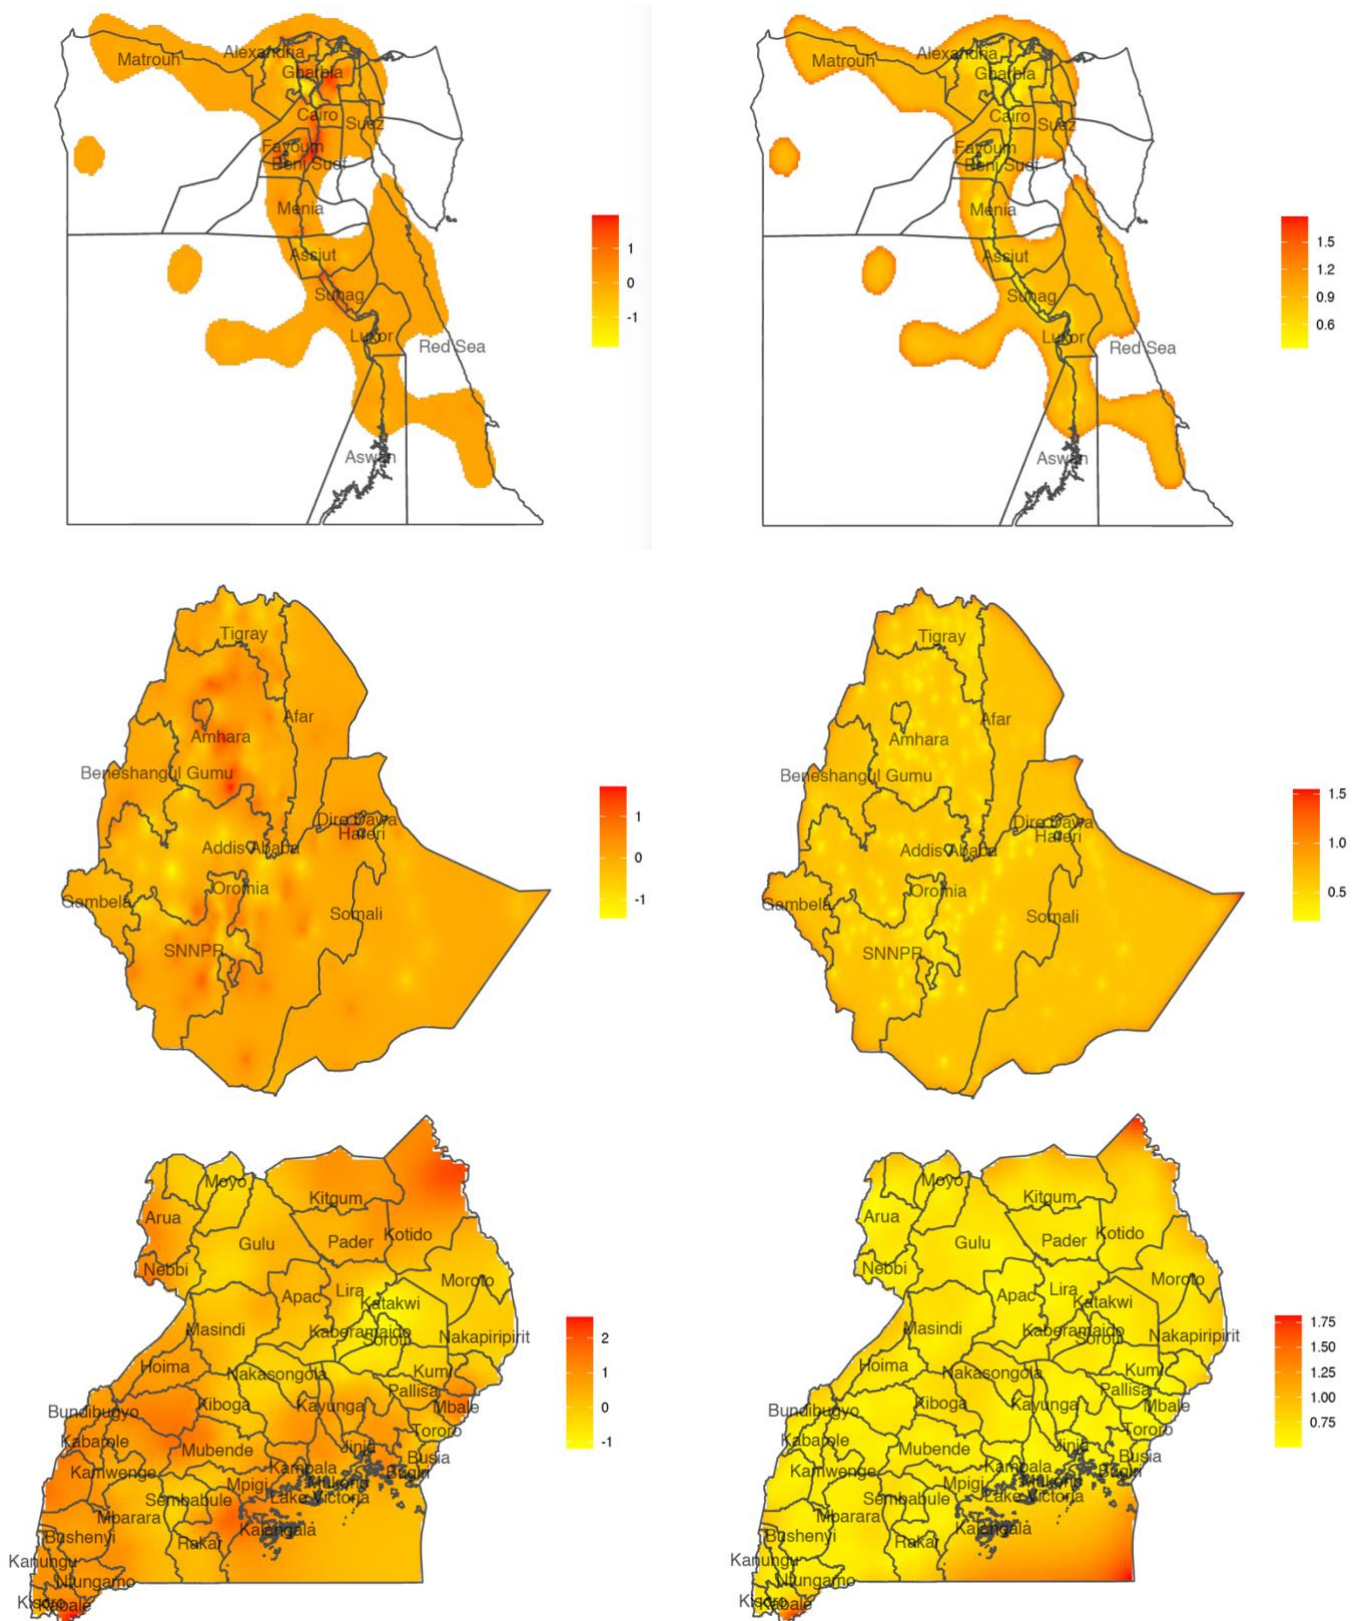 Matrouh
Alexandria
Gharbia
Cairo
Suez
Fayoum
Beni Suef
Menia
Assiut
Suhag
Luxor
Red Sea
Aswan
1
0
-1
Matrouh
Alexandria
Gharbia
Cairo
Suez
Fayoum
Beni Suef
Menia
Assiut
Suhag
Luxor
Red Sea
Aswan
1.5
1.2
0.9
0.6
Tigray
Afar
Amhara
Beneshangul Gumu
Dire Dawa
Hareri
Addis Ababa
Oromia
Gambela
Somali
SNNPR
1
0
-1
Tigray
Afar
Amhara
Beneshangul Gumu
Dire Dawa
Hareri
Addis Ababa
Oromia
Gambela
Somali
SNNPR
1.5
1.0
0.5
Moyo
Kitgum
Arua
Kotido
Gulu
Pader
Nebbi
Moroto
Apac
Lira
Katakwi
Masindi
Kaberamaido
Soroti
Nakapiripirit
Hoima
Nakasongola
Kumi
Pallisa
Kiboga
Kayunga
Mbale
Bundibugyo
Tororo
Kabarole
Mubende
Jinja
Busia
Kamwenge
Kampala
Bugiri
Mpigi
Mukono
Sembabule
Lake Victoria
Mbarara
Kalangala
Bushenyi
Rakai
Kanungu
Ntungamo
Kisoro
Kabale
2
1
0
-1
Moyo
Kitgum
Arua
Kotido
Gulu
Pader
Nebbi
Moroto
Apac
Lira
Katakwi
Masindi
Kaberamaido
Soroti
Nakapiripirit
Hoima
Nakasongola
Kumi
Pallisa
Kiboga
Kayunga
Mbale
Bundibugyo
Tororo
Kabarole
Mubende
Jinja
Busia
Kamwenge
Kampala
Bugiri
Mpigi
Mukono
Sembabule
Lake Victoria
Mbarara
Kalangala
Bushenyi
Rakai
Kanungu
Ntungamo
Kisoro
Kabale
1.75
1.50
1.25
1.00
0.75